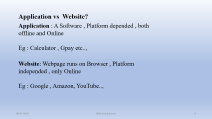 Application vs Website?
Application : A Software , Platform depended , both
offline and Online
Eg : Calculator , Gpay etc..,
Website: Webpage runs on Browser , Platform
independed , only Online
Eg : Google , Amazon, YouTube..,